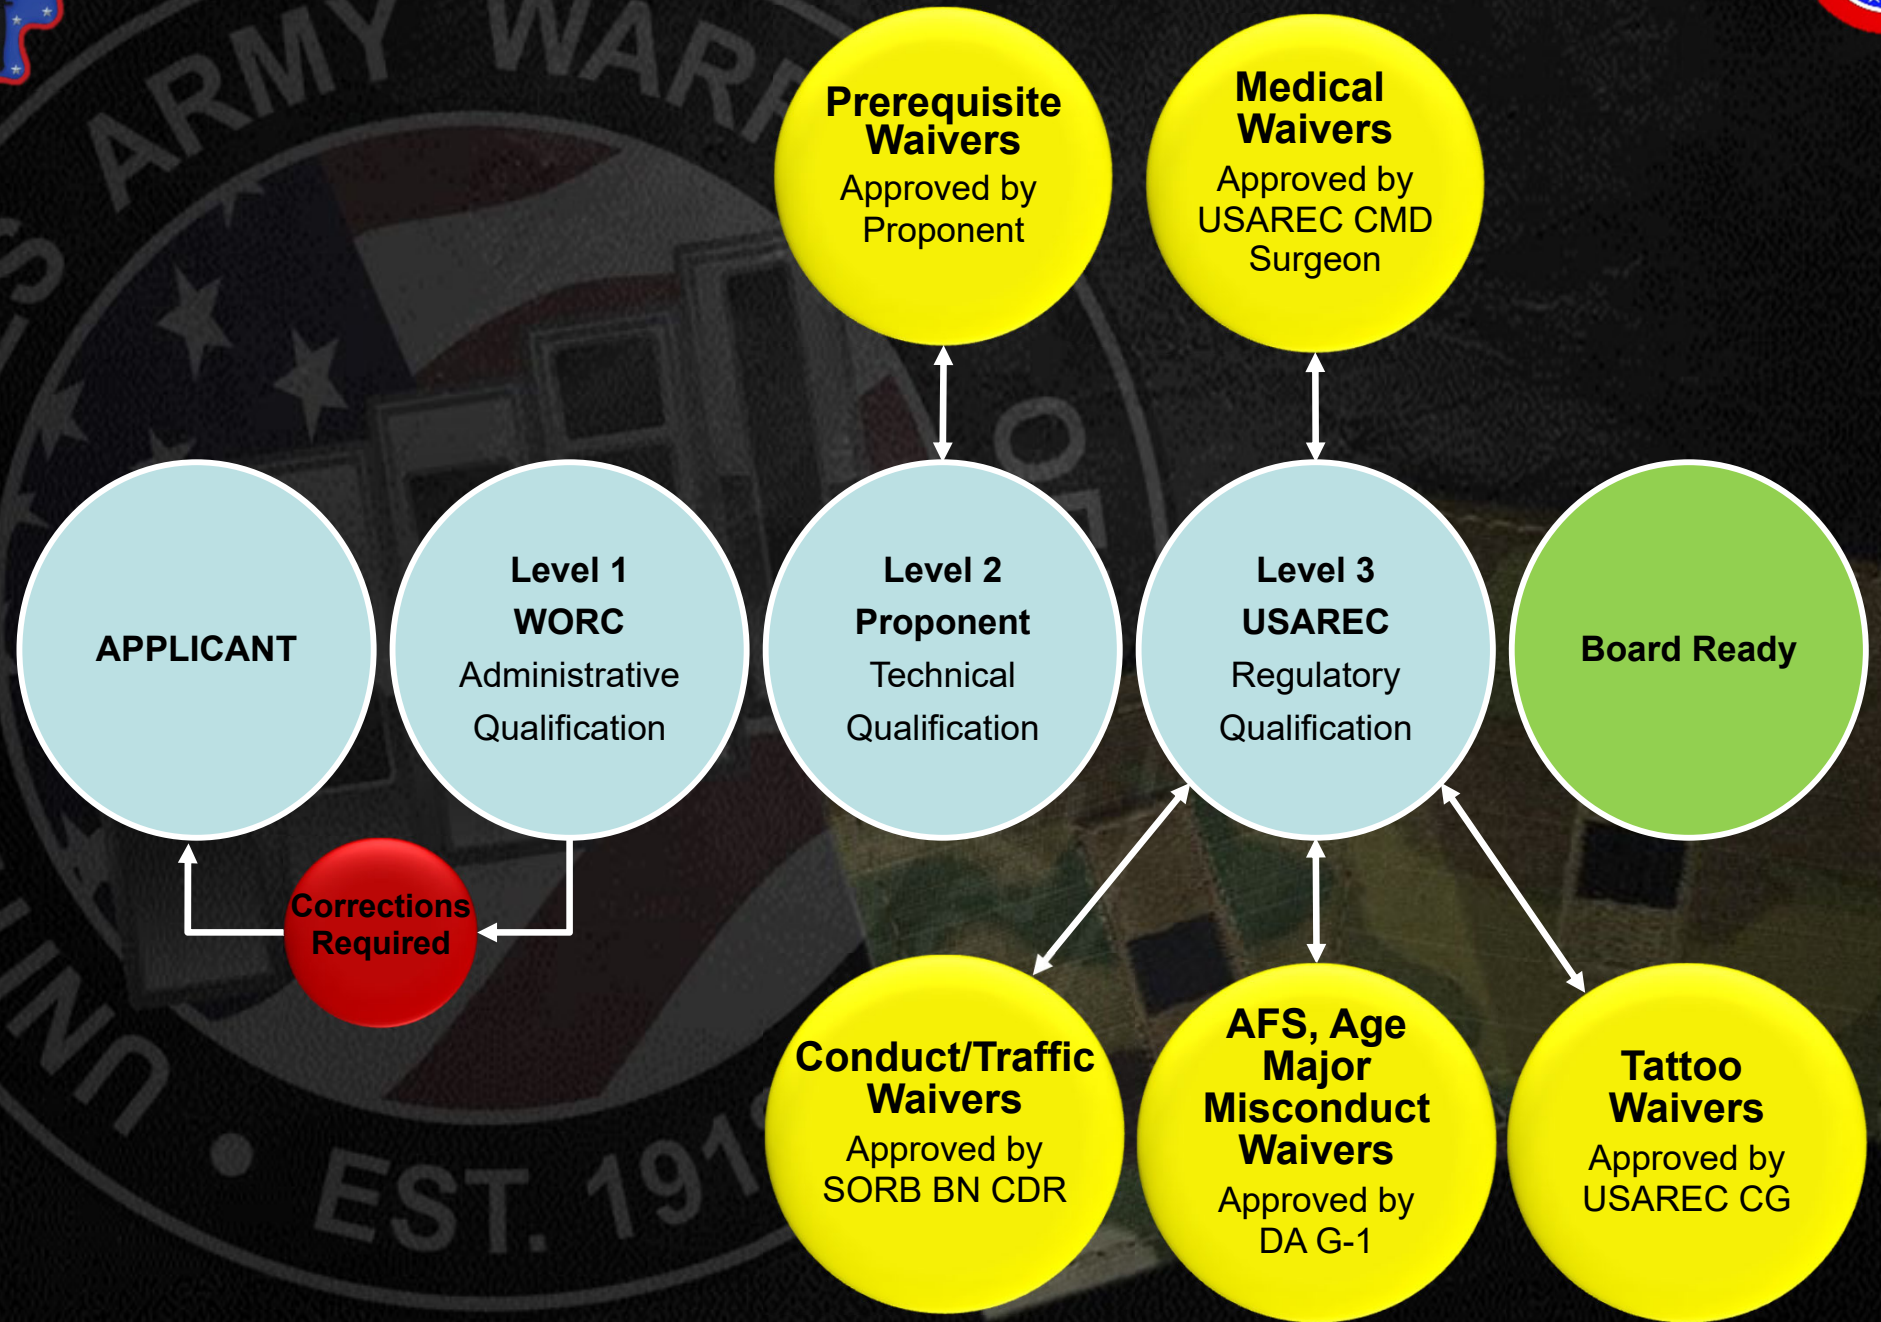 ARMY WAR
Prerequisite
Waivers
Approved by
Proponent
Medical
Waivers
Approved by
USAREC CMD
Surgeon
APPLICANT
Level 1
WORC
Administrative
Qualification
Level 2
Proponent
Technical
Qualification
Level 3
USAREC
Regulatory
Qualification
Board Ready
Corrections
Required
Conduct/Traffic
Waivers
Approved by
SORB BN CDR
AFS, Age
Major
Misconduct
Waivers
Approved by
DA G-1
Tattoo
Waivers
Approved by
USAREC CG
EST. 191